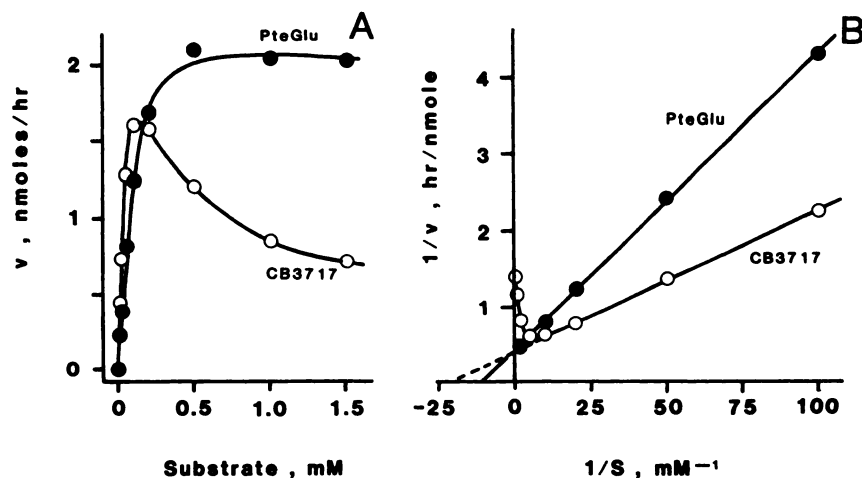 A
PteGlu
CB3717
v , nmoles/hr
2
1
0
0
0.5
1.0
1.5
Substrate , mM
B
PteGlu
CB3717
1/v , hr/nmole
4
3
2
1
-25
0
25
50
75
100
1/S , mM⁻¹